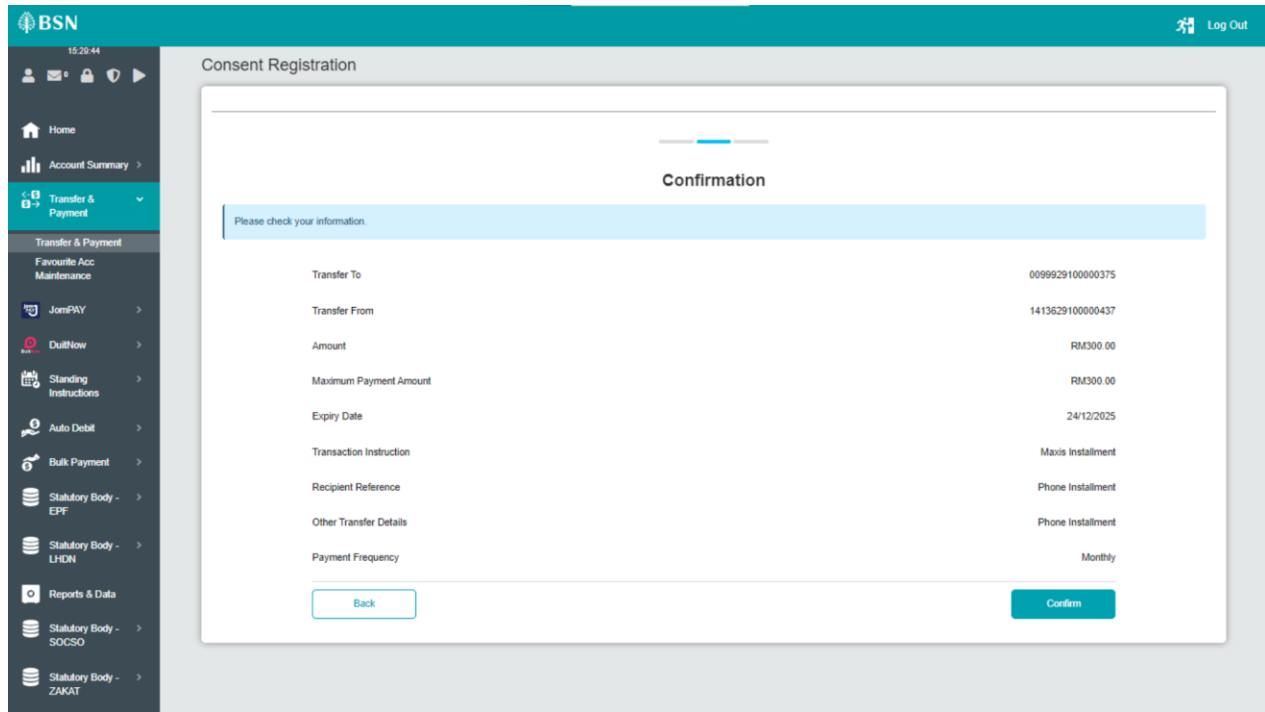 BSN
Log Out
15:29:44
Home
Account Summary
Transfer &
Payment
Transfer & Payment
Favourite Acc
Maintenance
JomPAY
DuitNow
Standing
Instructions
Auto Debit
Bulk Payment
Statutory Body -
EPF
Statutory Body -
LHDN
Reports & Data
Statutory Body -
SOCSO
Statutory Body -
ZAKAT
Consent Registration
Confirmation
Please check your information.
Transfer To 0099929100000375
Transfer From 1413629100000437
Amount RM300.00
Maximum Payment Amount RM300.00
Expiry Date 24/12/2025
Transaction Instruction Maxis Installment
Recipient Reference Phone Installment
Other Transfer Details Phone Installment
Payment Frequency Monthly
Back
Confirm